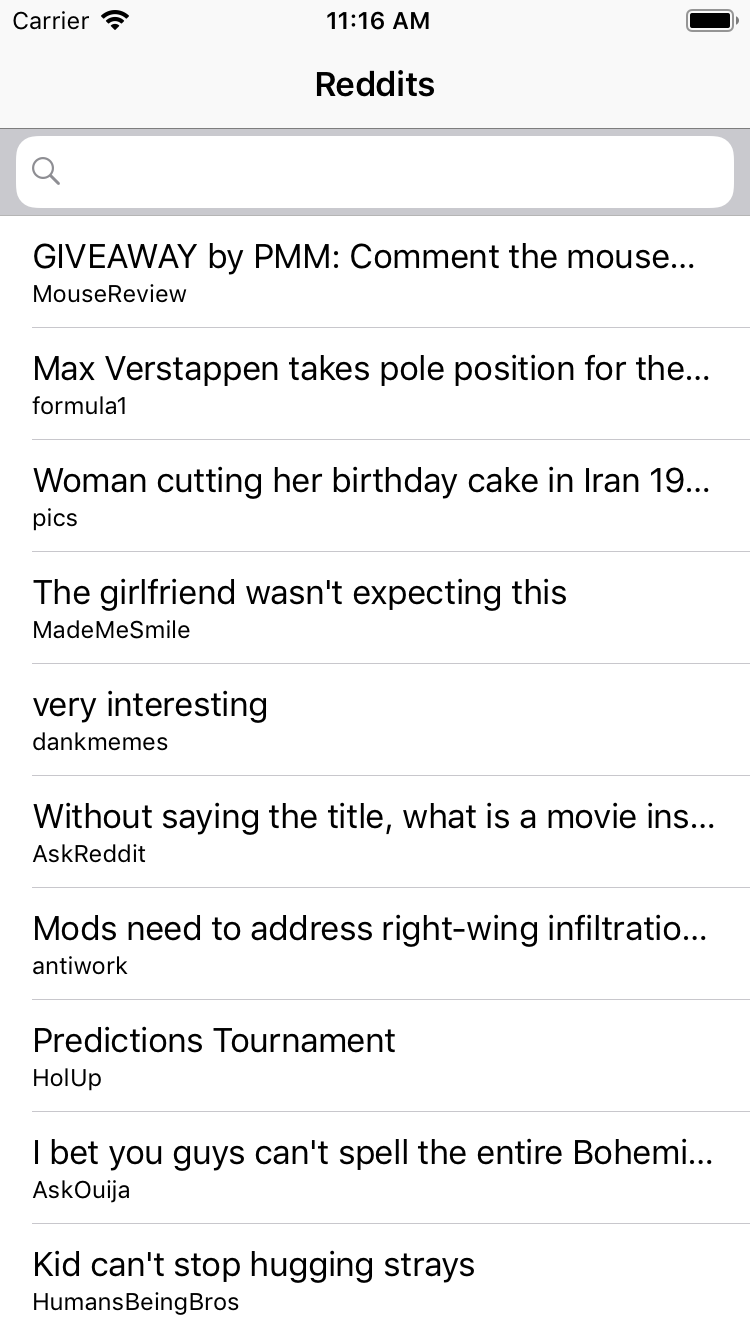 Carrier 11:16 AM
Reddits
GIVEAWAY by PMM: Comment the mouse...
MouseReview
Max Verstappen takes pole position for the...
formula1
Woman cutting her birthday cake in Iran 19...
pics
The girlfriend wasn't expecting this
MadeMeSmile
very interesting
dankmemes
Without saying the title, what is a movie ins...
AskReddit
Mods need to address right-wing infiltratio...
antiwork
Predictions Tournament
HolUp
I bet you guys can't spell the entire Bohemi...
AskOuija
Kid can't stop hugging strays
HumansBeingBros